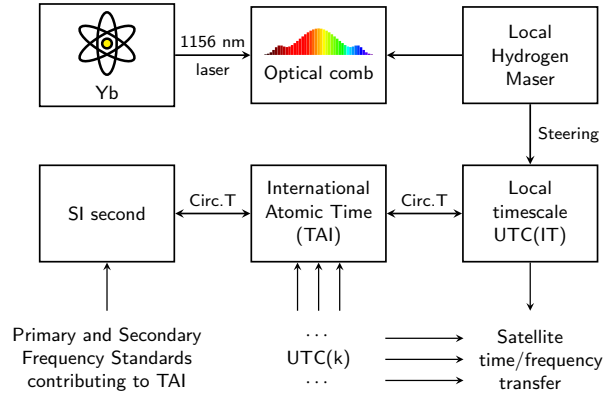 1156 nm
laser
Yb
Optical comb
Local
Hydrogen
Maser
Steering
SI second
Circ.T
International
Atomic Time
(TAI)
Circ.T
Local
timescale
UTC(IT)
Primary and Secondary
Frequency Standards
contributing to TAI
...
UTC(k)
...
Satellite
time/frequency
transfer